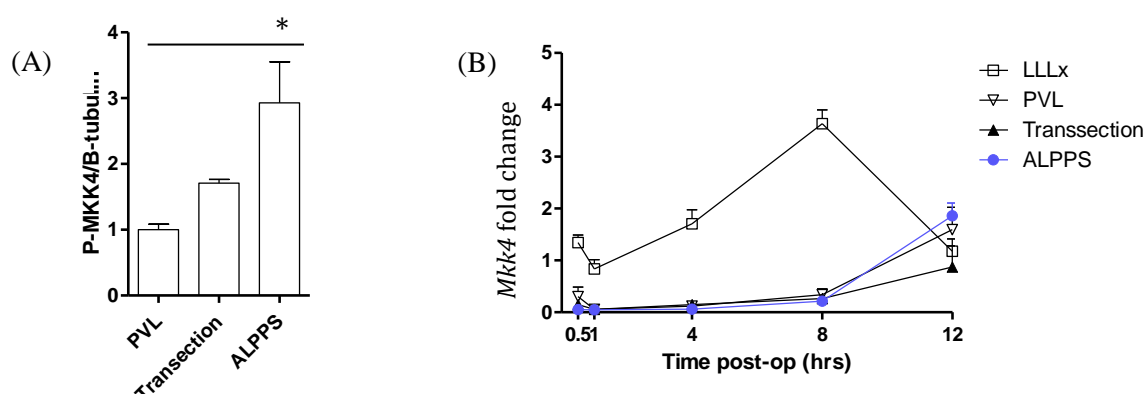 (A)
P-MKK4/B-tubu...
4
3
2
1
0
*
PVL
Transection
ALPPS
(B)
Mkk4 fold change
5
4
3
2
1
0
0.51
4
8
12
Time post-op (hrs)
LLLx
PVL
Transsection
ALPPS